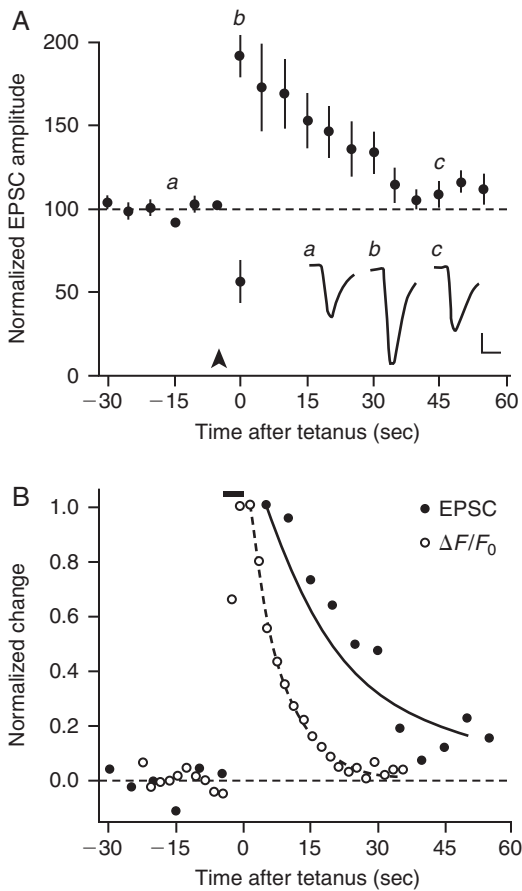 A
Normalized EPSC amplitude
200
150
100
50
0
a
b
c
a
b
c
−30
−15
0
15
30
45
60
Time after tetanus (sec)
B
Normalized change
1.0
0.8
0.6
0.4
0.2
0.0
EPSC
ΔF/F0
−30
−15
0
15
30
45
60
Time after tetanus (sec)